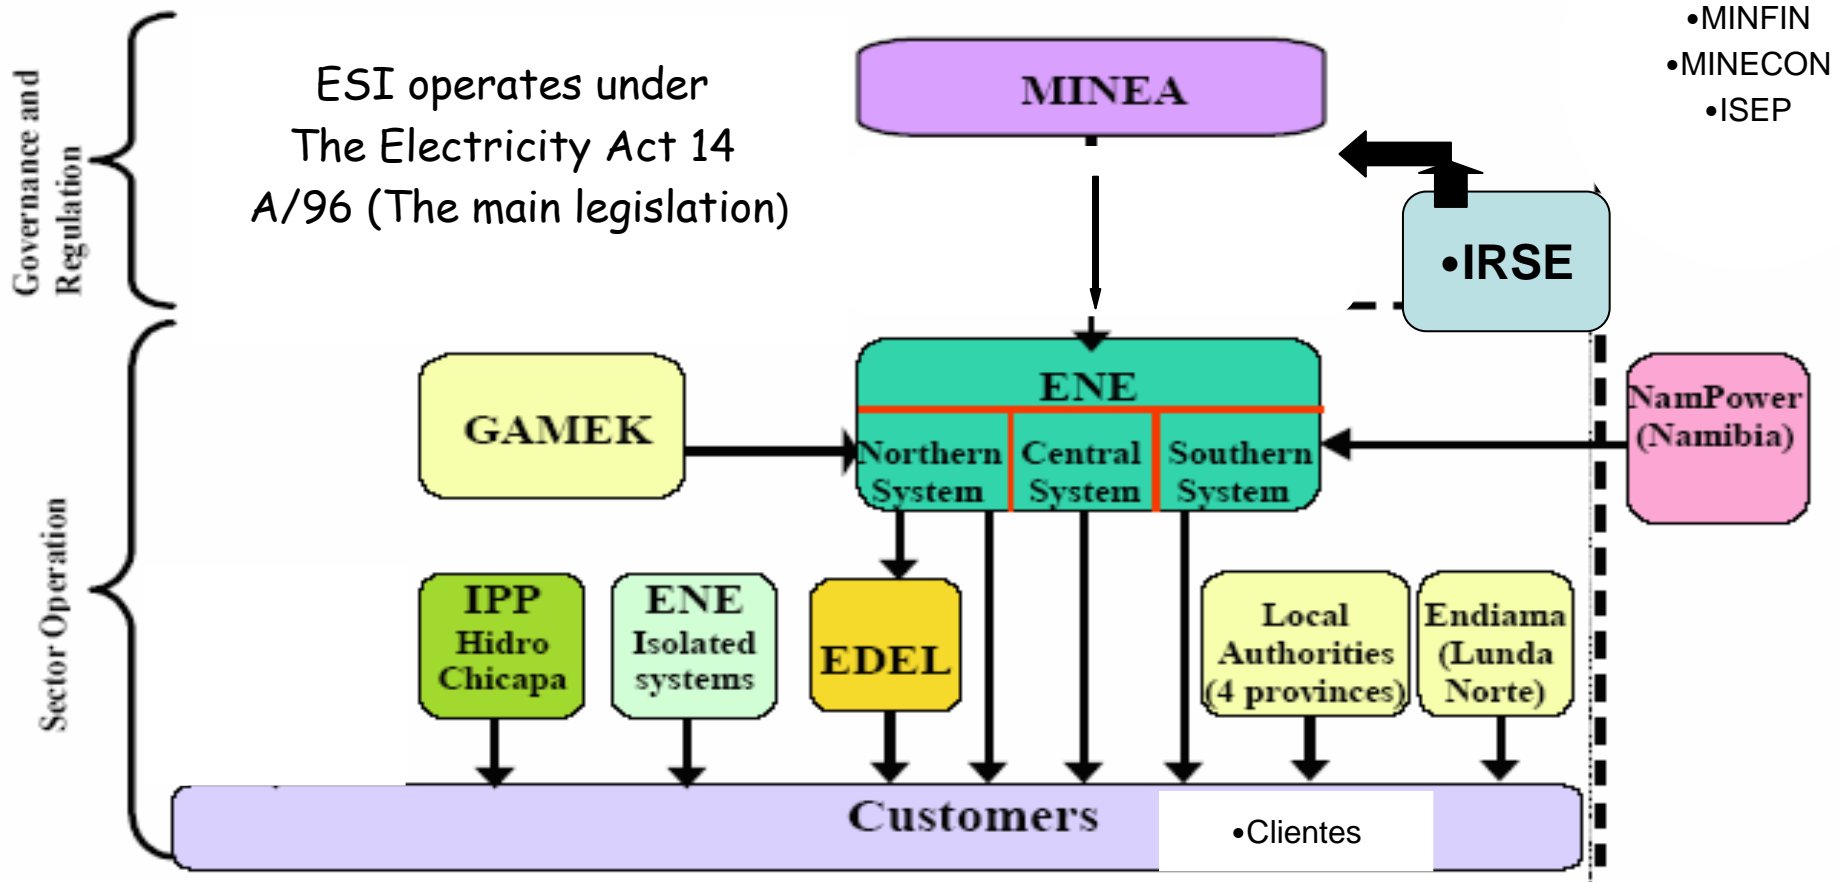 •MINFIN
•MINECON
•ISEP
Governance and
Regulation
ESI operates under
The Electricity Act 14
A/96 (The main legislation)
MINEA
•IRSE
Sector Operation
GAMEK
ENE
Northern
System
Central
System
Southern
System
NamPower
(Namibia)
IPP
Hidro
Chicapa
ENE
Isolated
systems
EDEL
Local
Authorities
(4 provinces)
Endiama
(Lunda
Norte)
Customers
•Clientes